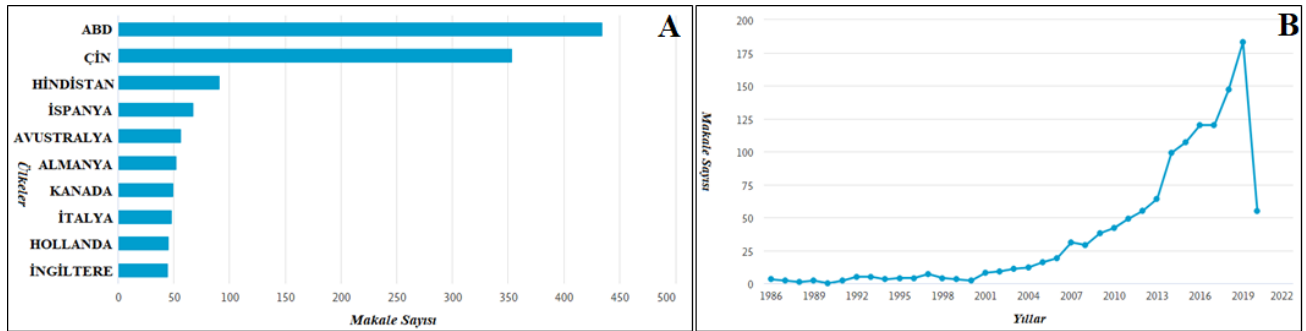 A
ABD
ÇİN
HİNDİSTAN
İSPANYA
AVUSTRALYA
ALMANYA
KANADA
İTALYA
HOLLANDA
İNGİLTERE
Ülkeler
0 50 100 150 200 250 300 350 400 450 500
Makale Sayısı
B
200
175
150
125
100
75
50
25
0
Makale Sayısı
1986 1989 1992 1995 1998 2001 2004 2007 2010 2013 2016 2019 2022
Yıllar